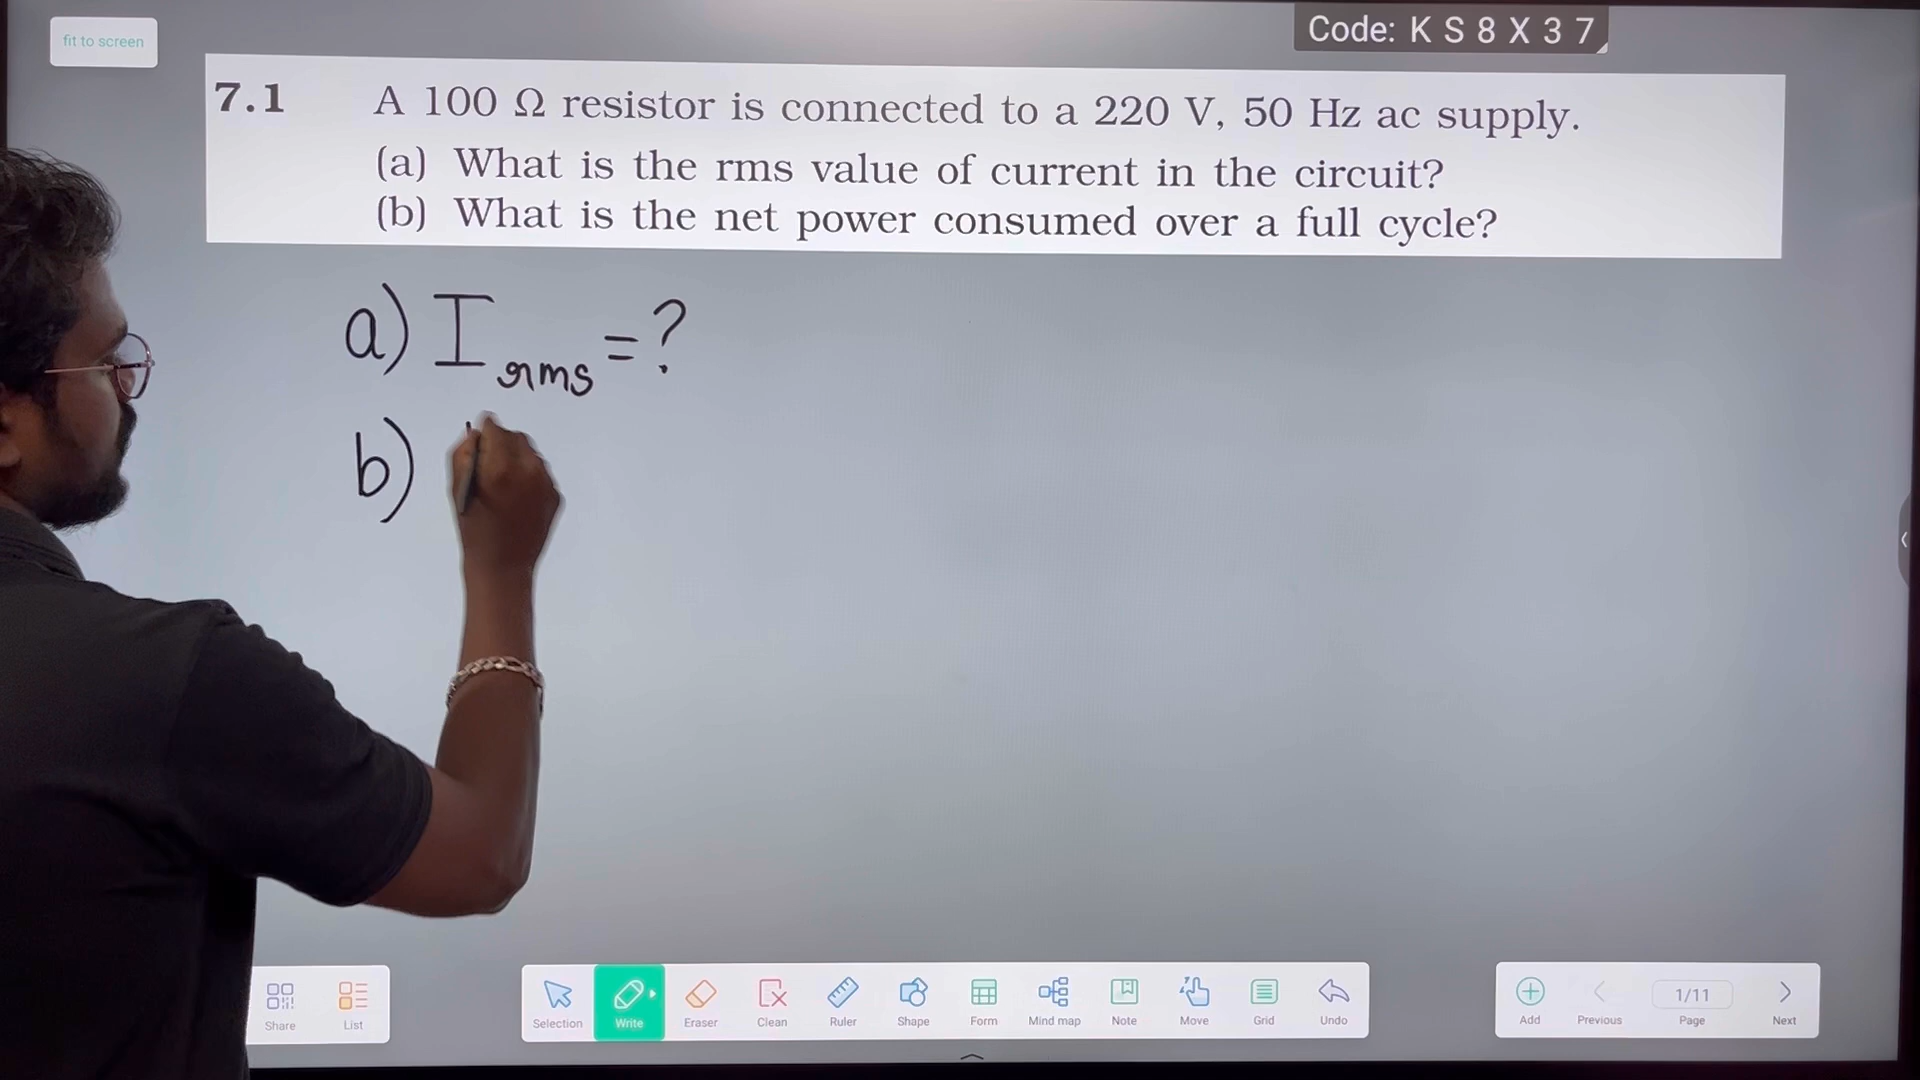 fit to screen
Code: K S 8 X 3 7
7.1 A 100 Ω resistor is connected to a 220 V, 50 Hz ac supply.
(a) What is the rms value of current in the circuit?
(b) What is the net power consumed over a full cycle?
a) I rms = ?
b)
Share List Selection Write Eraser Clean Ruler Shape Form Mind map Note Move Grid Undo Add Previous 1/11 Page Next